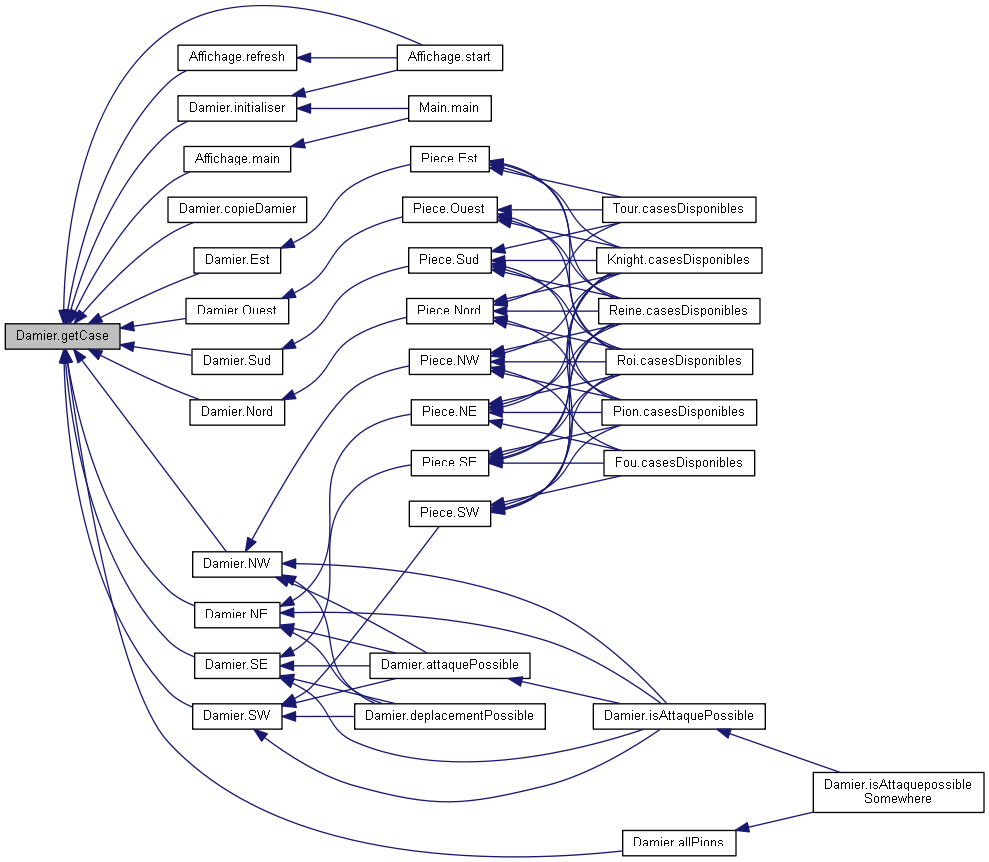 Affichage.refresh
Affichage.start
Damier.initialiser
Main.main
Affichage.main
Piece.Est
Damier.copieDamier
Piece.Ouest
Tour.casesDisponibles
Damier.Est
Piece.Sud
Knight.casesDisponibles
Damier.Ouest
Piece.Nord
Reine.casesDisponibles
Damier.getCase
Damier.Sud
Piece.NW
Roi.casesDisponibles
Damier.Nord
Piece.NE
Pion.casesDisponibles
Piece.SE
Fou.casesDisponibles
Piece.SW
Damier.NW
Damier.NE
Damier.SE
Damier.attaquePossible
Damier.SW
Damier.deplacementPossible
Damier.isAttaquePossible
Damier.isAttaquepossible
Somewhere
Damier.allPions